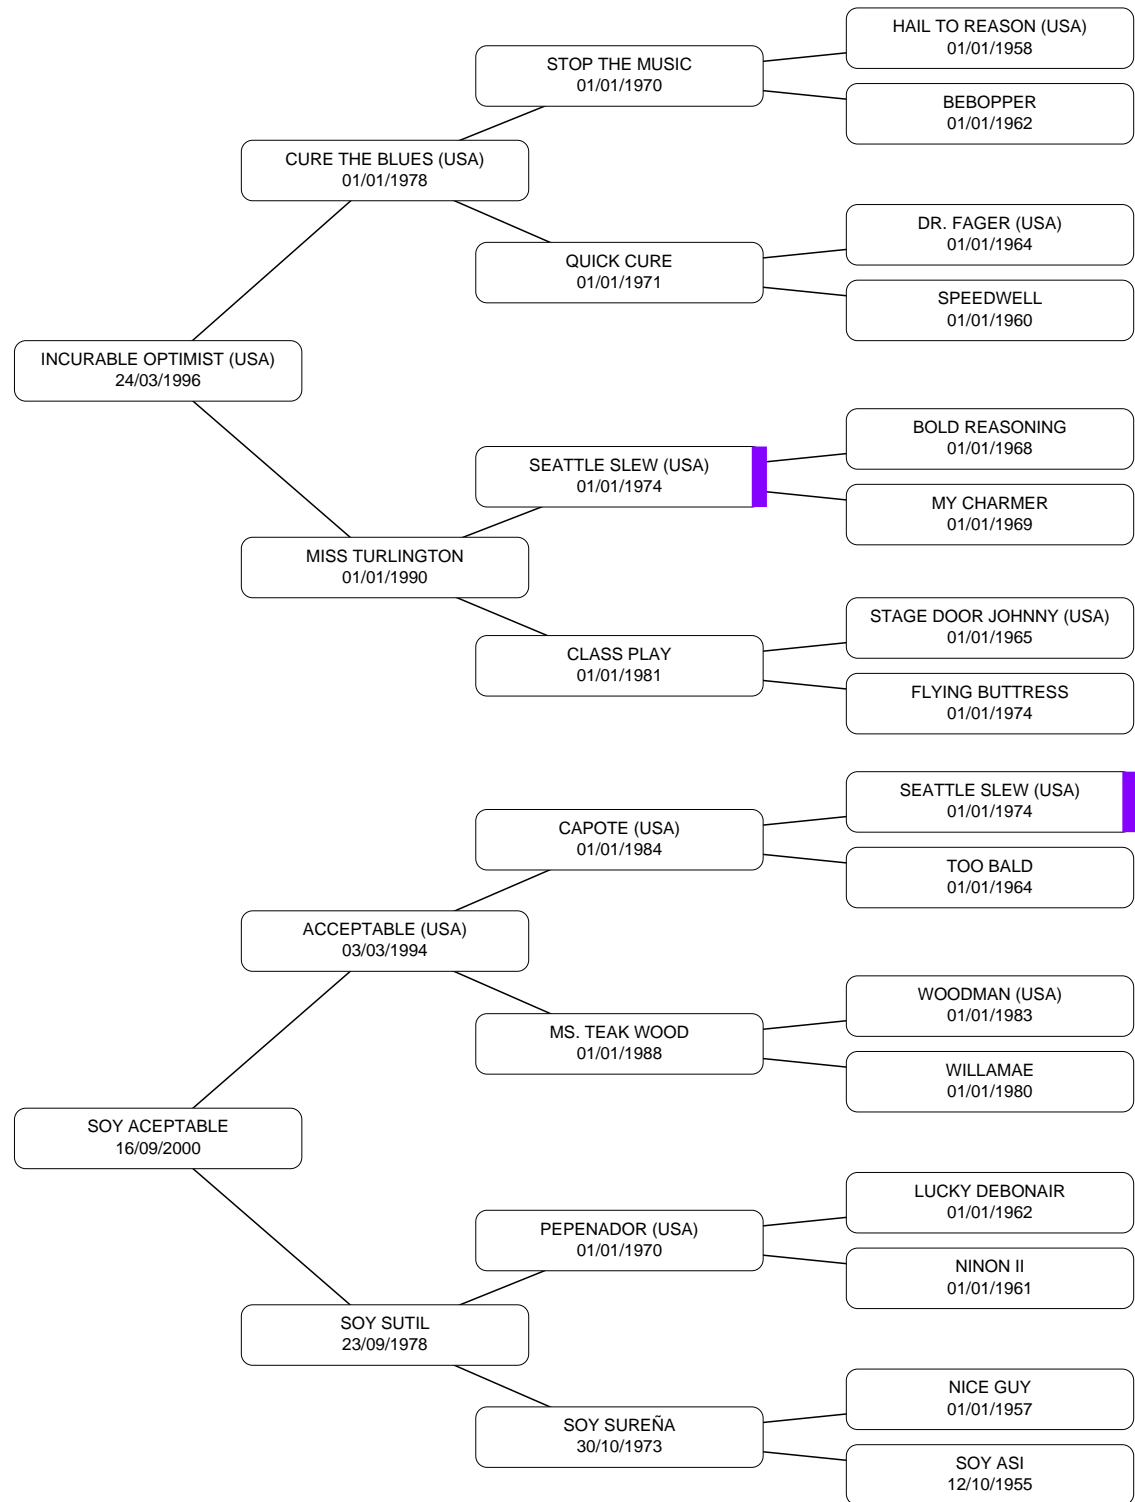 HAIL TO REASON (USA)
01/01/1958
STOP THE MUSIC
01/01/1970
BEBOPPER
01/01/1962
CURE THE BLUES (USA)
01/01/1978
DR. FAGER (USA)
01/01/1964
QUICK CURE
01/01/1971
SPEEDWELL
01/01/1960
INCURABLE OPTIMIST (USA)
24/03/1996
BOLD REASONING
01/01/1968
SEATTLE SLEW (USA)
01/01/1974
MY CHARMER
01/01/1969
MISS TURLINGTON
01/01/1990
STAGE DOOR JOHNNY (USA)
01/01/1965
CLASS PLAY
01/01/1981
FLYING BUTTRESS
01/01/1974
SEATTLE SLEW (USA)
01/01/1974
CAPOTE (USA)
01/01/1984
TOO BALD
01/01/1964
ACCEPTABLE (USA)
03/03/1994
WOODMAN (USA)
01/01/1983
MS. TEAK WOOD
01/01/1988
WILLAMAE
01/01/1980
SOY ACEPTABLE
16/09/2000
LUCKY DEBONAIR
01/01/1962
PEPENADOR (USA)
01/01/1970
NINON II
01/01/1961
SOY SUTIL
23/09/1978
NICE GUY
01/01/1957
SOY SUREÑA
30/10/1973
SOY ASI
12/10/1955